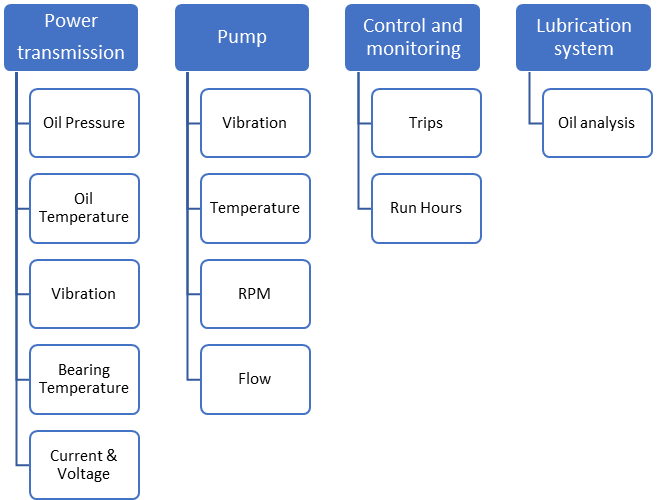 Power
transmission
Oil Pressure
Oil
Temperature
Vibration
Bearing
Temperature
Current &
Voltage
Pump
Vibration
Temperature
RPM
Flow
Control and
monitoring
Trips
Run Hours
Lubrication
system
Oil analysis